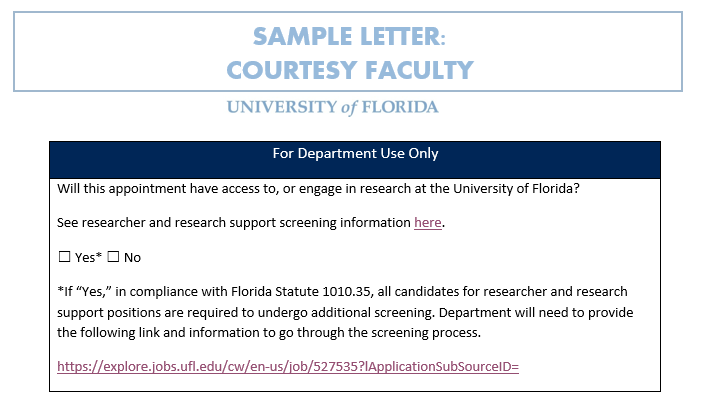 SAMPLE LETTER:
COURTESY FACULTY
UNIVERSITY of FLORIDA
For Department Use Only
Will this appointment have access to, or engage in research at the University of Florida?
See researcher and research support screening information here.
☐ Yes* ☐ No
*If “Yes,” in compliance with Florida Statute 1010.35, all candidates for researcher and research
support positions are required to undergo additional screening. Department will need to provide
the following link and information to go through the screening process.
https://explore.jobs.ufl.edu/cw/en-us/job/527535?lApplicationSubSourceID=